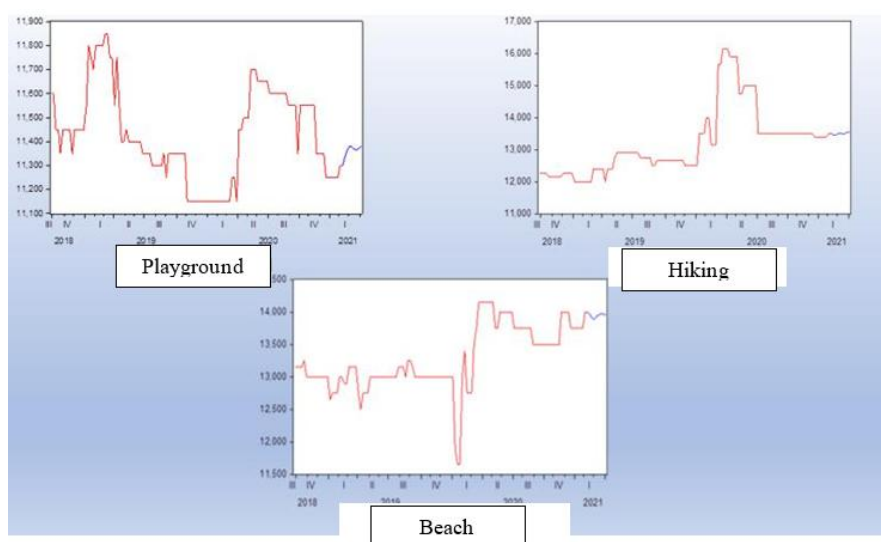 11,900
11,800
11,700
11,600
11,500
11,400
11,300
11,200
11,100
III IV I II III IV I II III IV I
2018 2019 2020 2021
Playground
17,000
16,000
15,000
14,000
13,000
12,000
11,000
III IV I II III IV I II III IV I
2018 2019 2020 2021
Hiking
14,000
13,500
13,000
12,500
12,000
11,500
III IV I II III IV I II III IV I
2018 2019 2020 2021
Beach